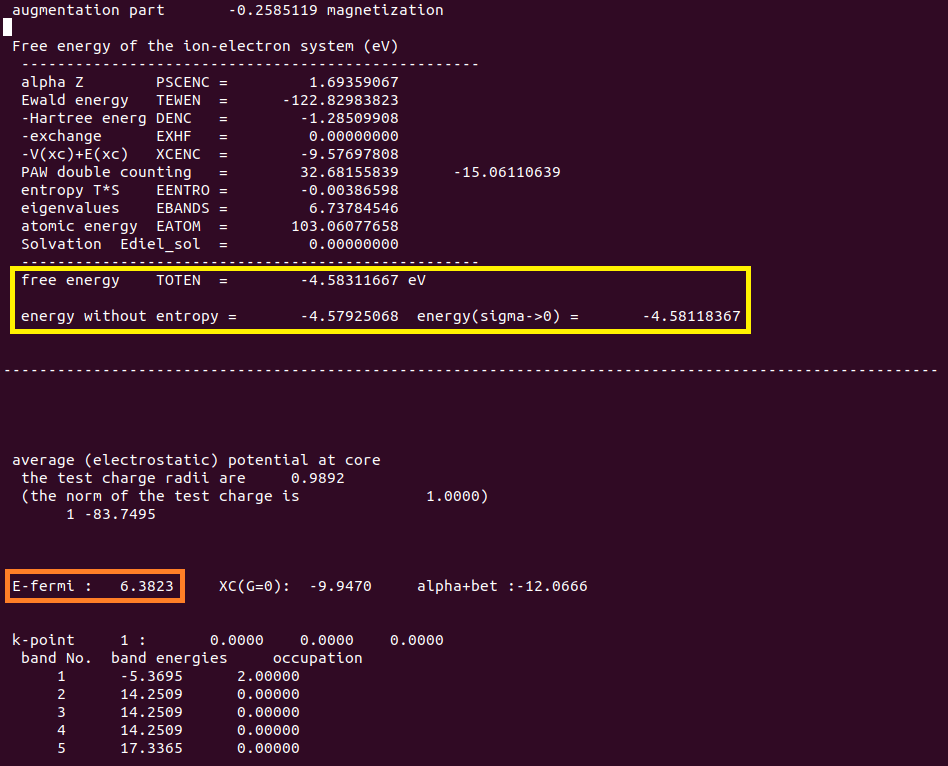 augmentation part       -0.2585119 magnetization
Free energy of the ion-electron system (eV)
---------------------------------------------------
alpha Z        PSCENC =         1.69359067
Ewald energy   TEWEN  =      -122.82983823
-Hartree energ DENC   =        -1.28509908
-exchange      EXHF   =         0.00000000
-V(xc)+E(xc)   XCENC  =        -9.57697808
PAW double counting   =        32.68155839      -15.06110639
entropy T*S    EENTRO =        -0.00386598
eigenvalues    EBANDS =         6.73784546
atomic energy  EATOM  =       103.06077658
Solvation  Ediel_sol  =         0.00000000
---------------------------------------------------
free energy    TOTEN  =        -4.58311667 eV
energy without entropy =       -4.57925068  energy(sigma->0) =       -4.58118367
--------------------------------------------------------------------------------------------------------
average (electrostatic) potential at core
the test charge radii are     0.9892
(the norm of the test charge is              1.0000)
1 -83.7495
E-fermi :   6.3823     XC(G=0):  -9.9470     alpha+bet :-12.0666
k-point     1 :       0.0000    0.0000    0.0000
band No.  band energies     occupation
1      -5.3695      2.00000
2      14.2509      0.00000
3      14.2509      0.00000
4      14.2509      0.00000
5      17.3365      0.00000